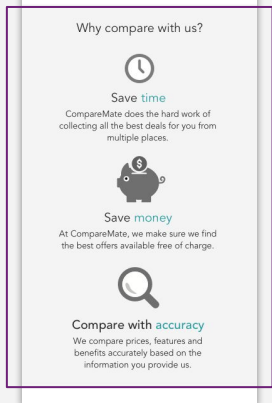 Why compare with us?
$
Save time
CompareMate does the hard work of
collecting all the best deals for you from
multiple places.
Save money
At CompareMate, we make sure we find
the best offers available free of charge.
Compare with accuracy
We compare prices, features and
benefits accurately based on the
information you provide us.